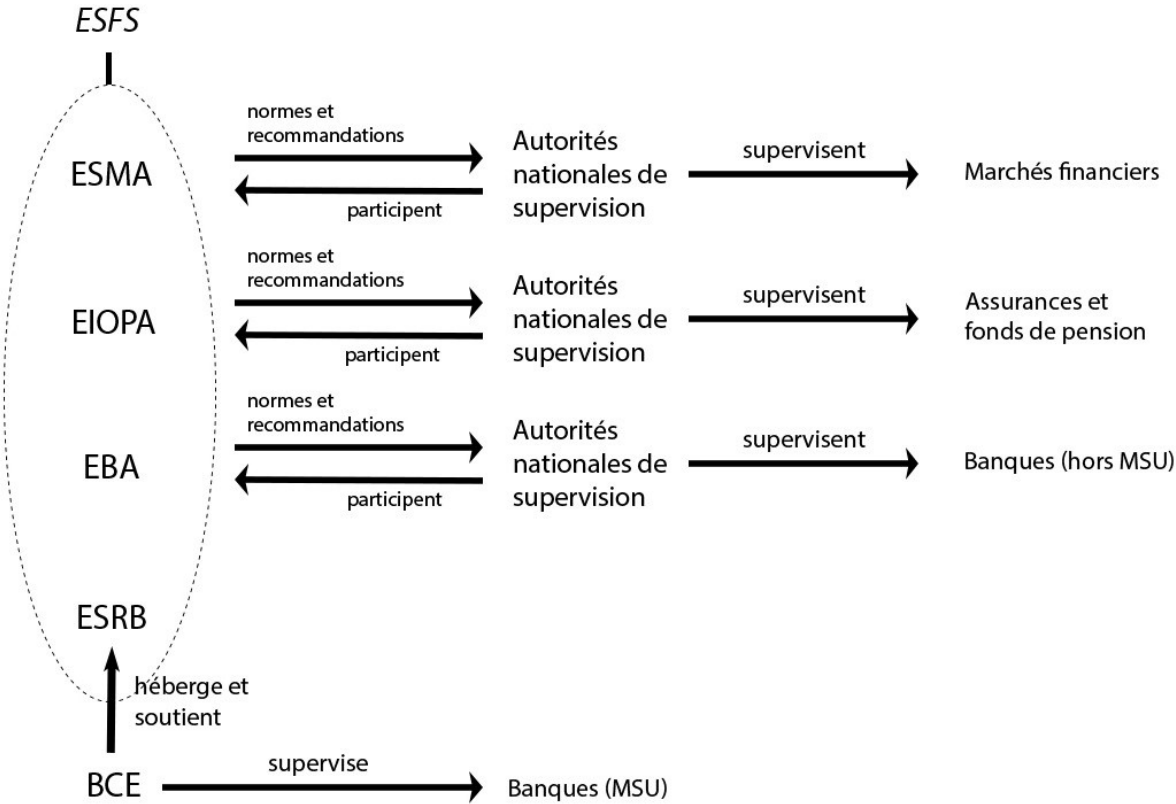 ESFS
normes et
recommandations
ESMA
participent
Autorités
nationales de
supervision
supervisent
Marchés financiers
normes et
recommandations
EIOPA
participent
Autorités
nationales de
supervision
supervisent
Assurances et
fonds de pension
normes et
recommandations
EBA
participent
Autorités
nationales de
supervision
supervisent
Banques (hors MSU)
ESRB
héberge et
soutient
BCE
supervise
Banques (MSU)